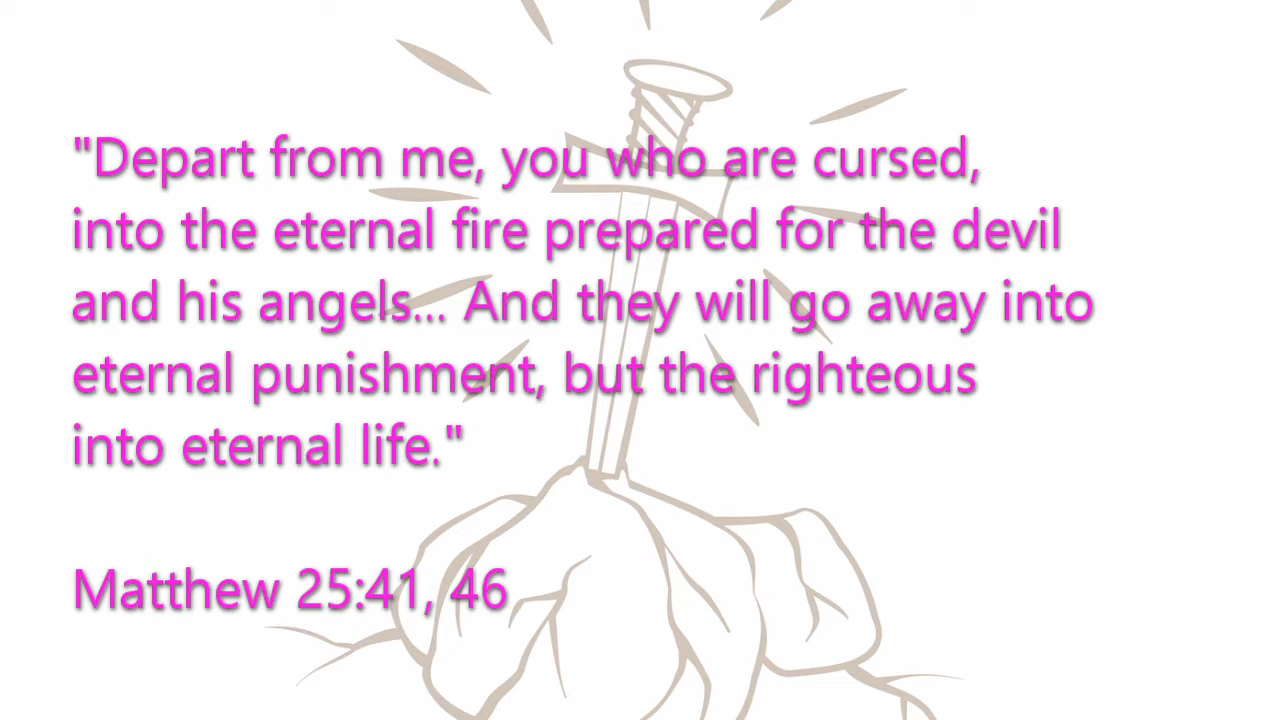 "Depart from me, you who are cursed,
into the eternal fire prepared for the devil
and his angels... And they will go away into
eternal punishment, but the righteous
into eternal life."
Matthew 25:41, 46